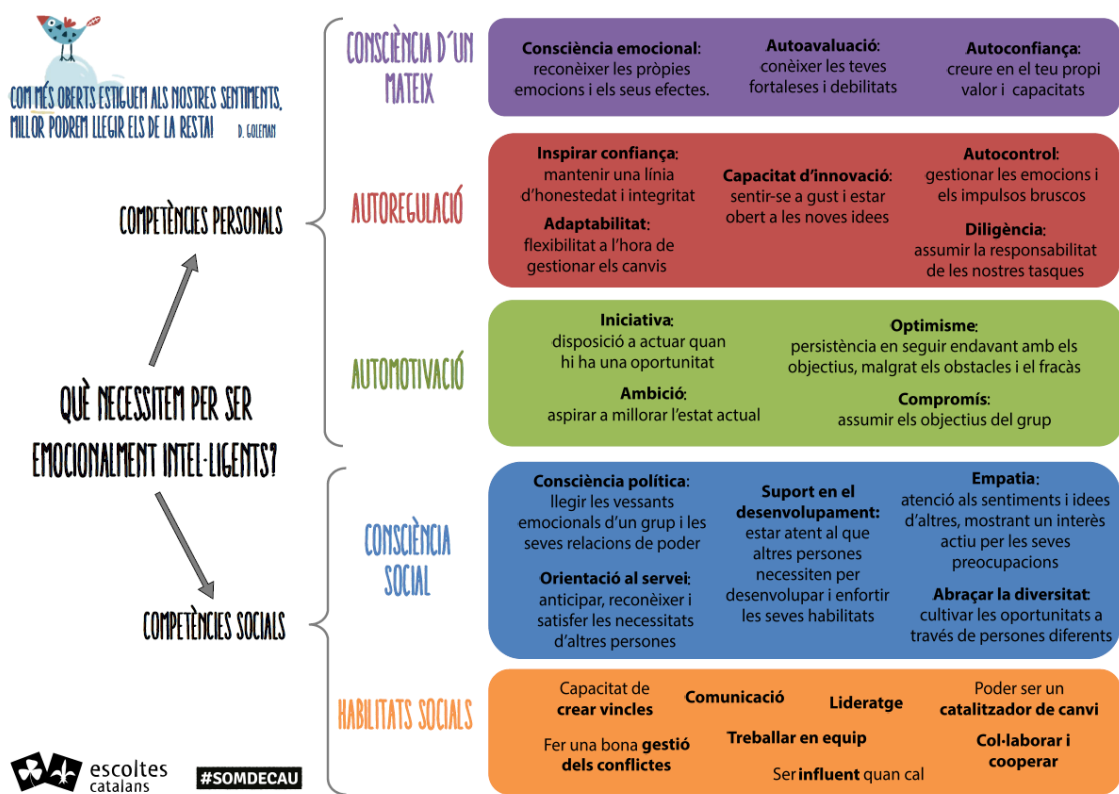 COM MÉS OBERTS ESTIGUEM ALS NOSTRES SENTIMENTS,
MILLOR PODREM LLEGIR ELS DE LA RESTA! D. GOLEMAN
QUÈ NECESSITEM PER SER
EMOCIONALMENT INTEL·LIGENTS?
COMPETÈNCIES PERSONALS
CONSCIÈNCIA D'UN
MATEIX
Consciència emocional:
reconèixer les pròpies
emocions i els seus efectes.
Autoavaluació:
conèixer les teves
fortaleses i debilitats
Autoconfiança:
creure en el teu propi
valor i capacitats
AUTOREGULACIÓ
Inspirar confiança:
mantenir una línia
d'honestedat i integritat
Adaptabilitat:
flexibilitat a l'hora de
gestionar els canvis
Capacitat d'innovació:
sentir-se a gust i estar
obert a les noves idees
Autocontrol:
gestionar les emocions i
els impulsos bruscos
Diligència:
assumir la responsabilitat
de les nostres tasques
AUTOMOTIVACIÓ
Iniciativa:
disposició a actuar quan
hi ha una oportunitat
Ambició:
aspirar a millorar l'estat actual
Optimisme:
persistència en seguir endavant amb els
objectius, malgrat els obstacles i el fracàs
Compromís:
assumir els objectius del grup
COMPETÈNCIES SOCIALS
CONSCIÈNCIA
SOCIAL
Consciència política:
llegir les vessants
emocionals d'un grup i les
seves relacions de poder
Orientació al servei:
anticipar, reconèixer i
satisfer les necessitats
d'altres persones
Suport en el
desenvolupament:
estar atent al que
altres persones
necessiten per
desenvolupar i enfortir
les seves habilitats
Empatia:
atenció als sentiments i idees
d'altres, mostrant un interès
actiu per les seves
preocupacions
Abraçar la diversitat:
cultivar les oportunitats a
través de persones diferents
HABILITATS SOCIALS
Capacitat de
crear vincles
Comunicació
Lideratge
Poder ser un
catalitzador de canvi
Fer una bona gestió
dels conflictes
Treballar en equip
Ser influent quan cal
Col·laborar i
cooperar
escoltes
catalans
#SOMDECAU